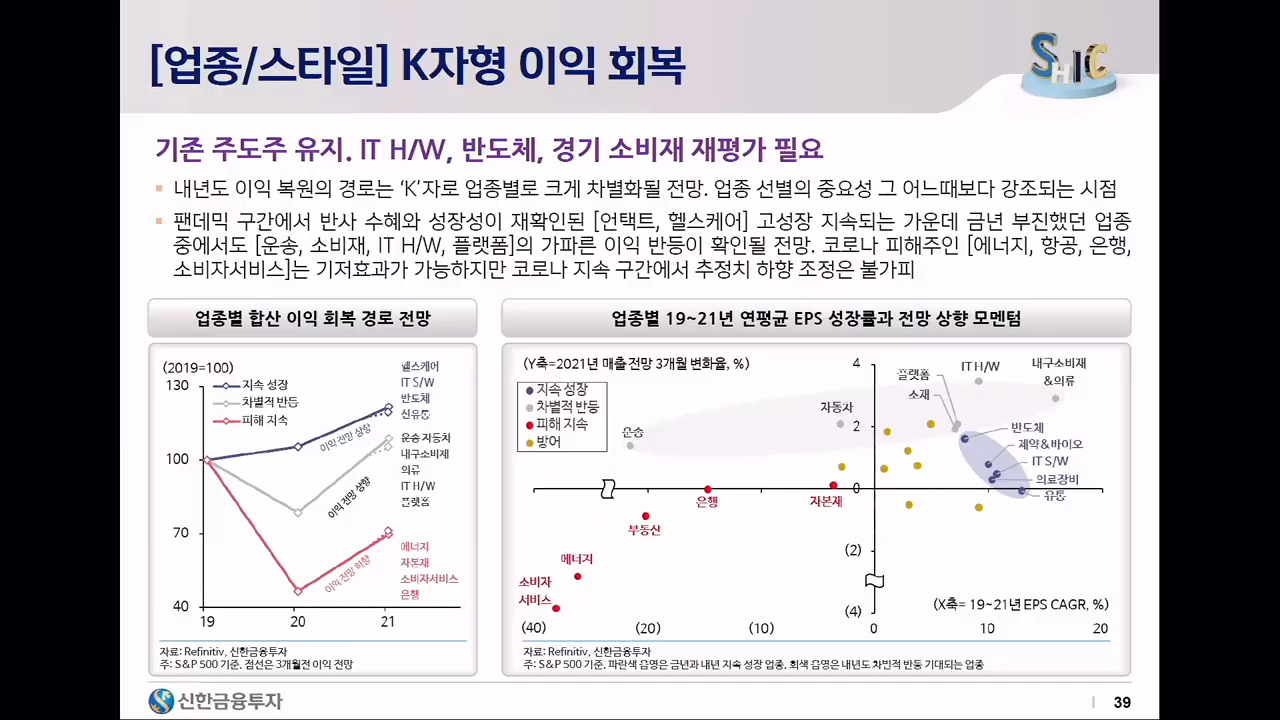 [업종/스타일] K자형 이익 회복
SHIC
기존 주도주 유지. IT H/W, 반도체, 경기 소비재 재평가 필요
내년도 이익 복원의 경로는 ‘K’자로 업종별로 크게 차별화될 전망. 업종 선별의 중요성 그 어느때보다 강조되는 시점
팬데믹 구간에서 반사 수혜와 성장성이 재확인된 [언택트, 헬스케어] 고성장 지속되는 가운데 금년 부진했던 업종
중에서도 [운송, 소비재, IT H/W, 플랫폼]의 가파른 이익 반등이 확인될 전망. 코로나 피해주인 [에너지, 항공, 은행,
소비자서비스]는 기저효과가 가능하지만 코로나 지속 구간에서 추정치 하향 조정은 불가피
업종별 합산 이익 회복 경로 전망
(2019=100)
130
100
70
40
19
20
21
지속 성장
차별적 반등
피해 지속
이익 전망 상향
이익 전망 상향
이익 전망 하향
헬스케어
IT S/W
반도체
신유통
운송 자동차
내구소비재
의류
IT H/W
플랫폼
에너지
자본재
소비자서비스
은행
자료: Refinitiv, 신한금융투자
주: S&P 500 기준, 점선은 3개월전 이익 전망
업종별 19~21년 연평균 EPS 성장률과 전망 상향 모멘텀
(Y축=2021년 매출 전망 3개월 변화율, %)
지속 성장
차별적 반등
피해 지속
방어
4
2
0
(2)
(4)
플랫폼
소재
IT H/W
내구소비재
&의류
자동차
운송
반도체
제약&바이오
IT S/W
의료장비
유통
은행
자본재
부동산
에너지
소비자
서비스
(X축= 19~21년 EPS CAGR, %)
(40)
(20)
(10)
0
10
20
자료: Refinitiv, 신한금융투자
주: S&P 500 기준, 파란색 음영은 금년과 내년 지속 성장 업종, 회색 음영은 내년도 차별적 반등 기대되는 업종
신한금융투자
39